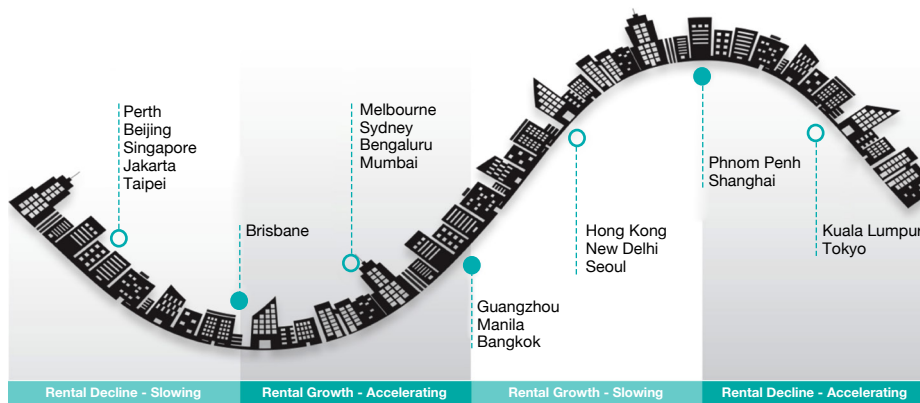 Perth
Beijing
Singapore
Jakarta
Taipei
Brisbane
Melbourne
Sydney
Bengaluru
Mumbai
Guangzhou
Manila
Bangkok
Hong Kong
New Delhi
Seoul
Phnom Penh
Shanghai
Kuala Lumpur
Tokyo
Rental Decline - Slowing
Rental Growth - Accelerating
Rental Growth - Slowing
Rental Decline - Accelerating